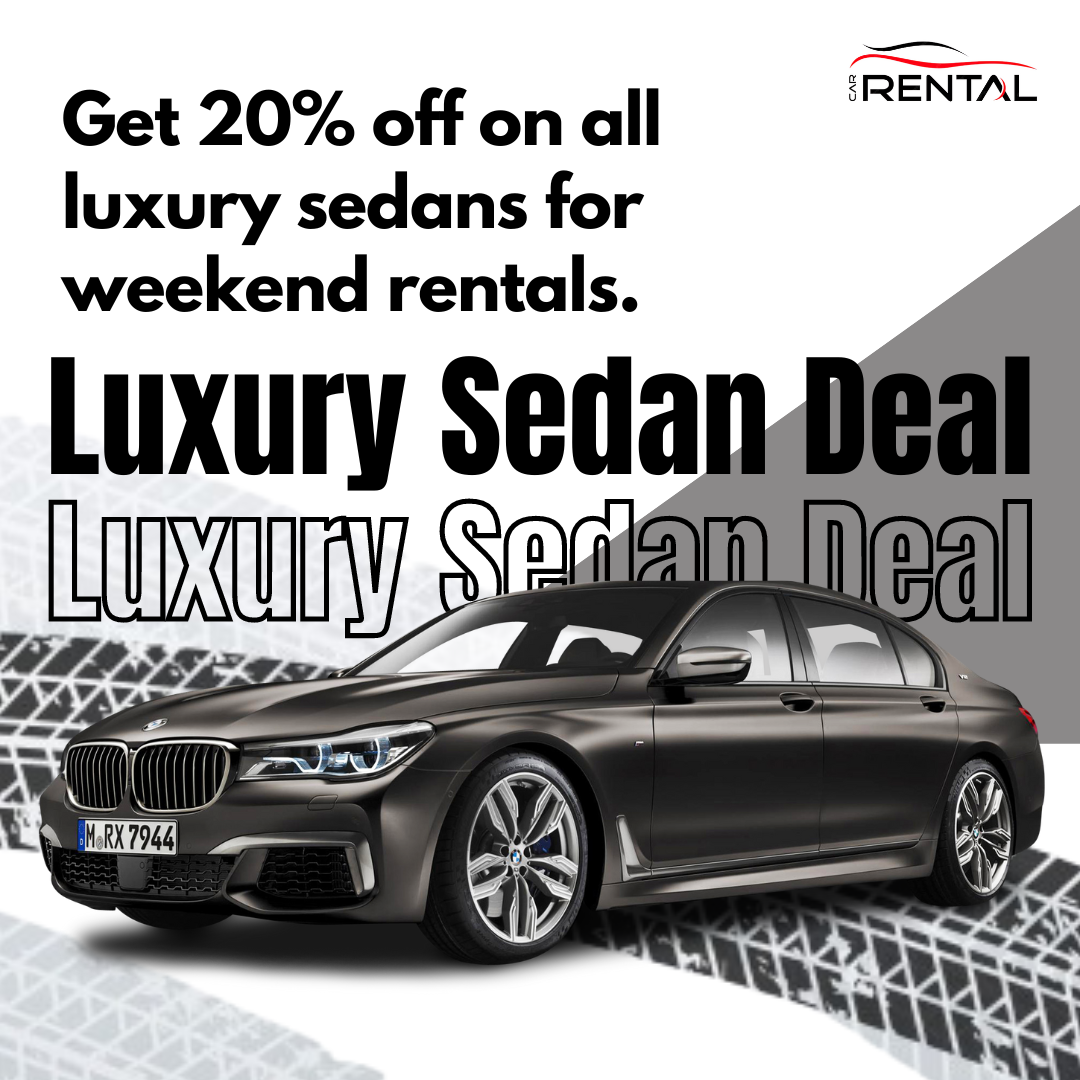 CAR RENTAL
Get 20% off on all
luxury sedans for
weekend rentals.
Luxury Sedan Deal
Luxury Sedan Deal
M RX 7944